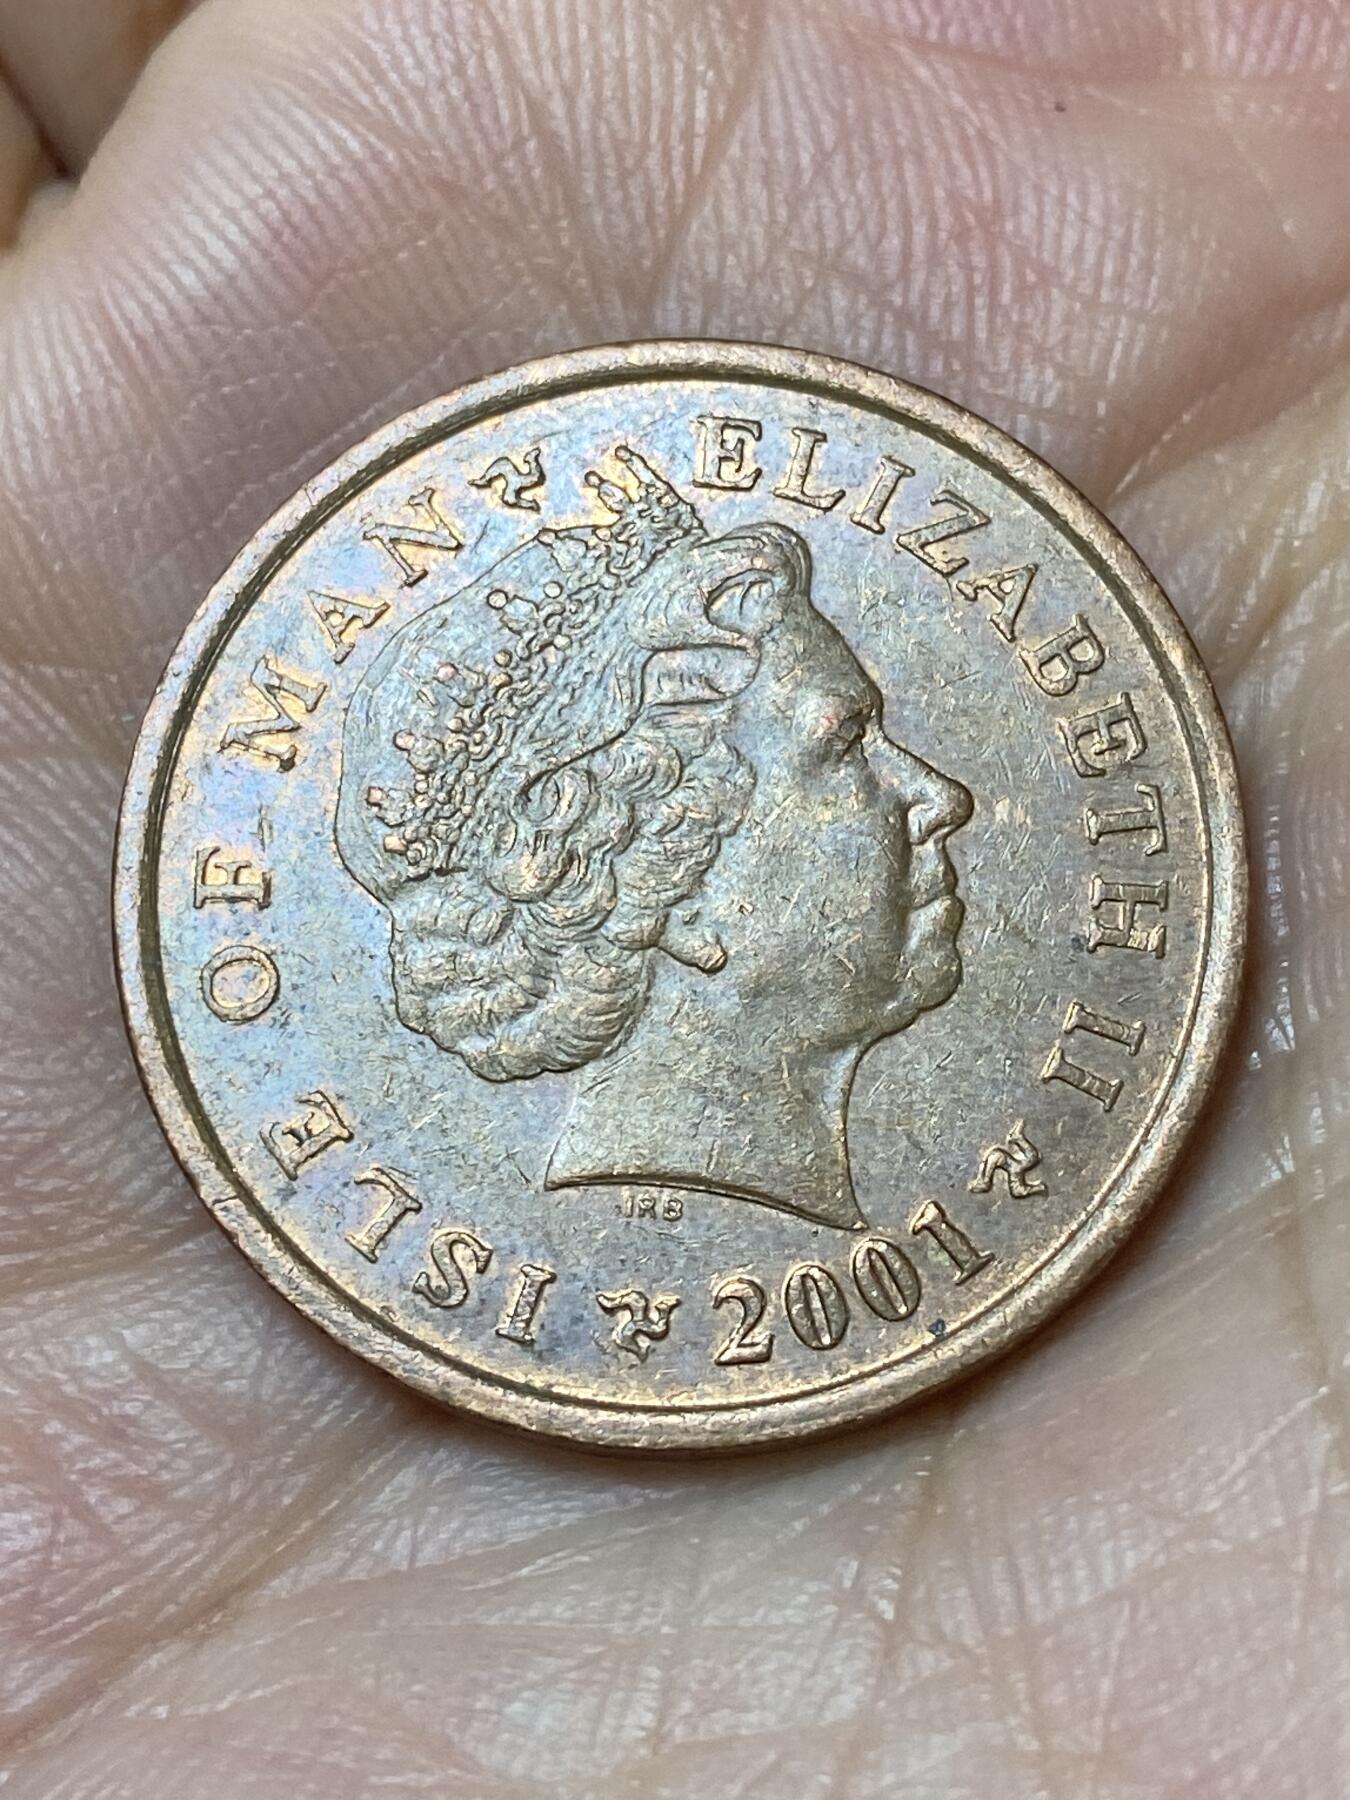 ISLE OF MAN ELIZABETH II 2001
IRB